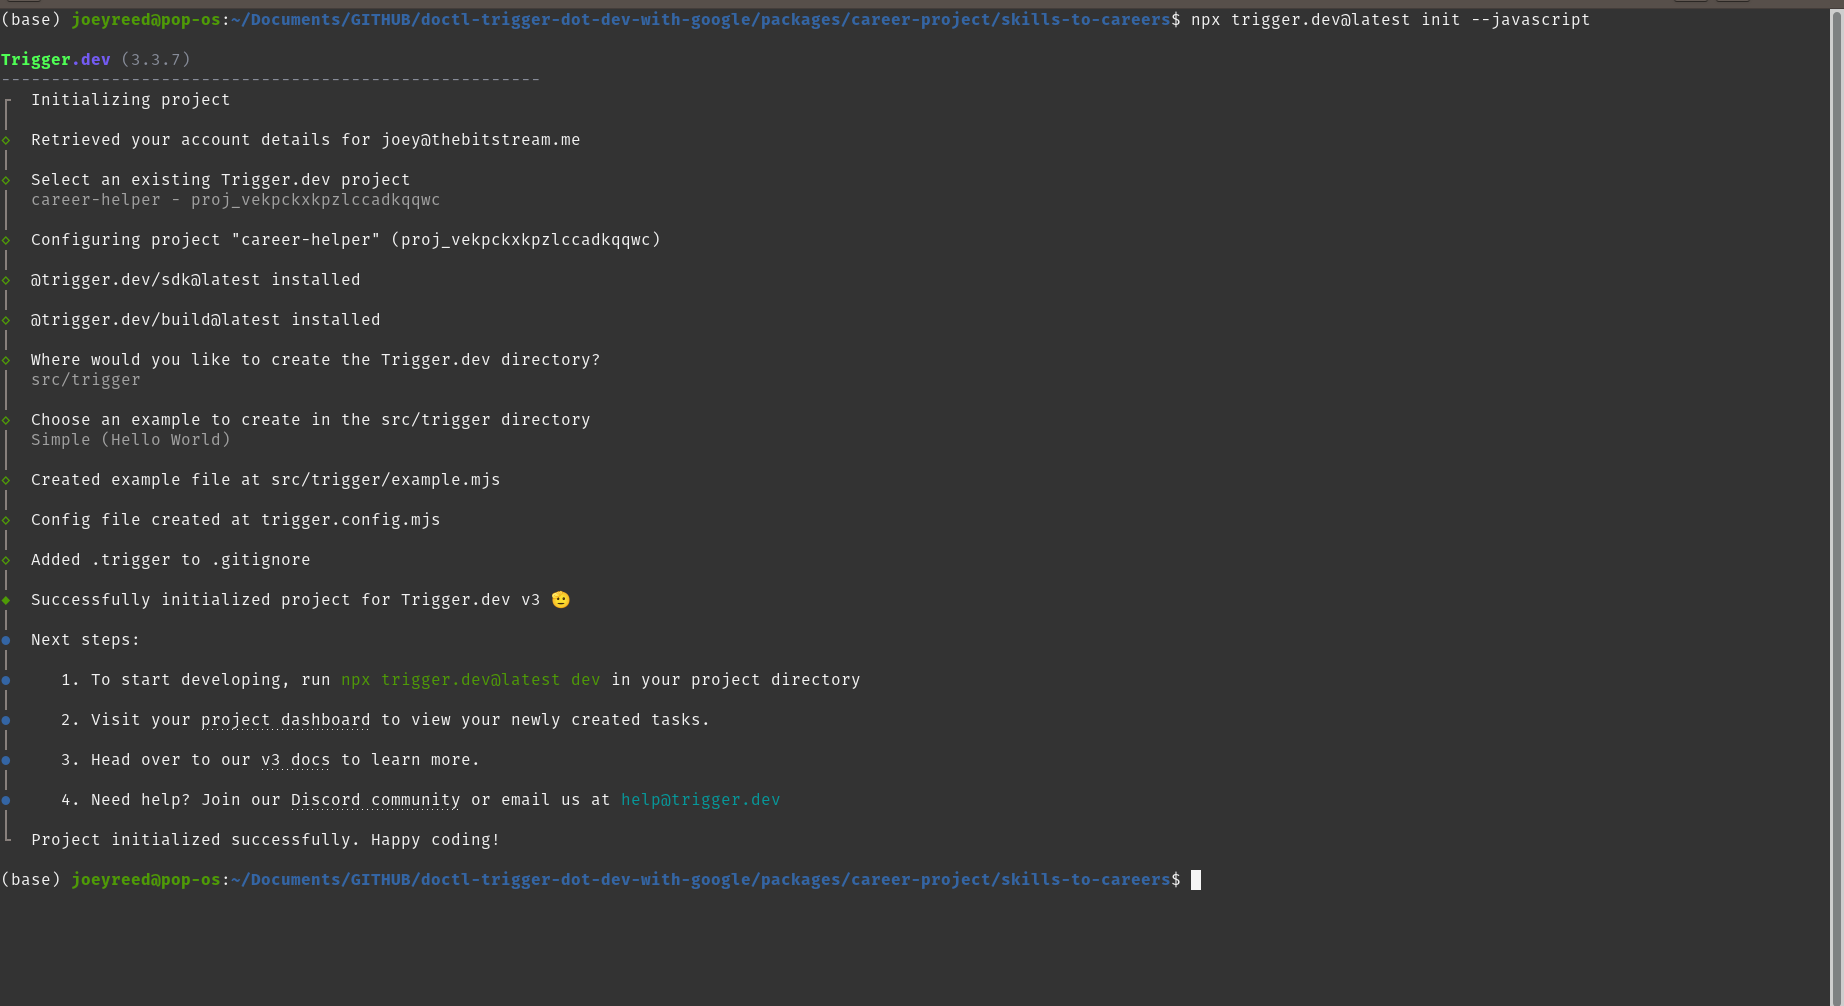 (base) joeyreed@pop-os:~/Documents/GITHUB/doctl-trigger-dot-dev-with-google/packages/career-project/skills-to-careers$ npx trigger.dev@latest init --javascript
Trigger.dev (3.3.7)
------------------------------------------------------
Initializing project
Retrieved your account details for joey@thebitstream.me
Select an existing Trigger.dev project
career-helper - proj_vekpckxkpzlccadkqqwc
Configuring project "career-helper" (proj_vekpckxkpzlccadkqqwc)
@trigger.dev/sdk@latest installed
@trigger.dev/build@latest installed
Where would you like to create the Trigger.dev directory?
src/trigger
Choose an example to create in the src/trigger directory
Simple (Hello World)
Created example file at src/trigger/example.mjs
Config file created at trigger.config.mjs
Added .trigger to .gitignore
Successfully initialized project for Trigger.dev v3 🫡
Next steps:
1. To start developing, run npx trigger.dev@latest dev in your project directory
2. Visit your project dashboard to view your newly created tasks.
3. Head over to our v3 docs to learn more.
4. Need help? Join our Discord community or email us at help@trigger.dev
Project initialized successfully. Happy coding!
(base) joeyreed@pop-os:~/Documents/GITHUB/doctl-trigger-dot-dev-with-google/packages/career-project/skills-to-careers$